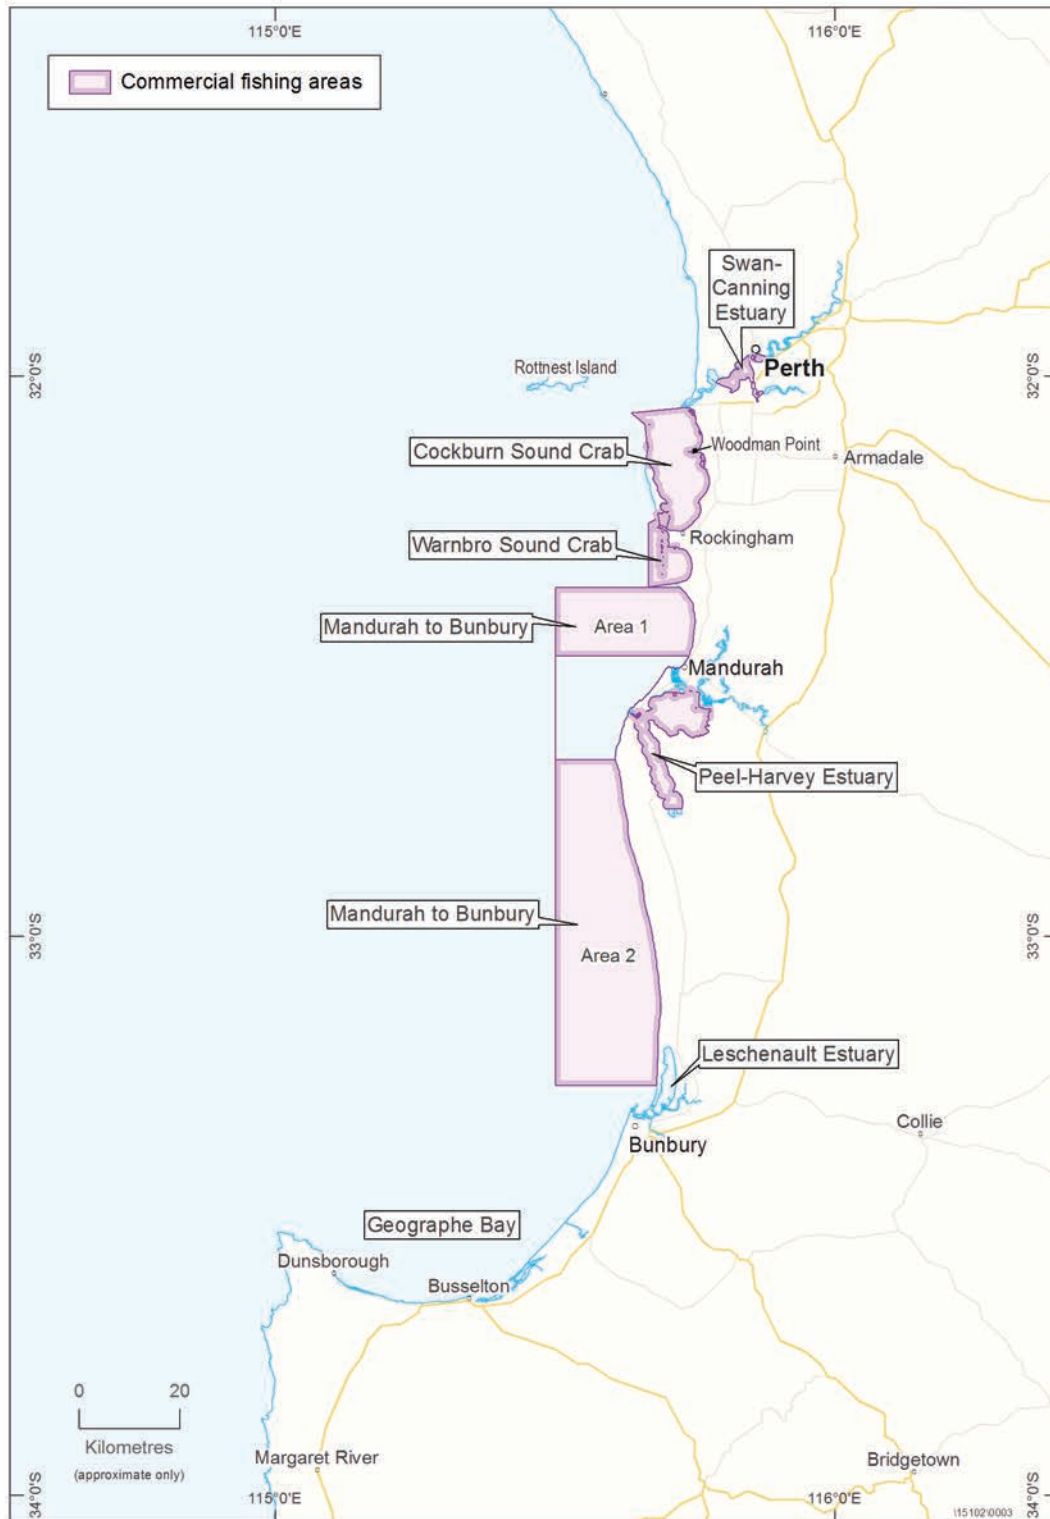 115°0'E
116°0'E
Commercial fishing areas
Swan-
Canning
Estuary
32°0'S
Rottnest Island
Perth
32°0'S
Cockburn Sound Crab
Woodman Point
Armadale
Warnbro Sound Crab
Rockingham
Mandurah to Bunbury
Area 1
Mandurah
Peel-Harvey Estuary
Mandurah to Bunbury
33°0'S
Area 2
33°0'S
Leschenault Estuary
Collie
Bunbury
Geographe Bay
Dunsborough
Busselton
0
20
Kilometres
(approximate only)
Margaret River
Bridgetown
34°0'S
115°0'E
116°0'E
34°0'S
\15102\0003